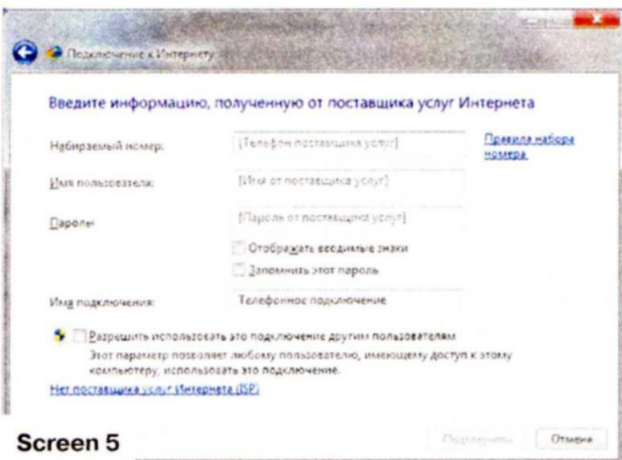 Подключение к Интернету
Введите информацию, полученную от поставщика услуг Интернета
Набираемый номер:
[Телефон поставщика услуг]
Правила набора номера
Имя пользователя:
[Имя от поставщика услуг]
Пароль:
[Пароль от поставщика услуг]
Отображать вводимые знаки
Запомнить этот пароль
Имя подключения:
Телефонное подключение
Разрешить использовать это подключение другим пользователям
Этот параметр позволяет любому пользователю, имеющему доступ к этому
компьютеру, использовать это подключение.
Нет поставщика услуг Интернета (ISP)
Подключить
Отмена
Screen 5